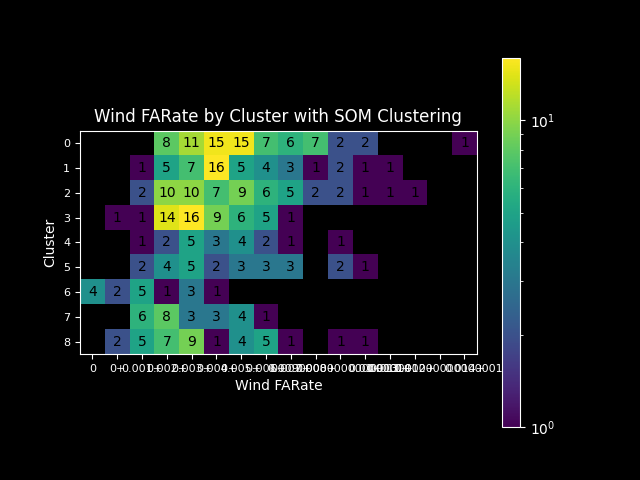 Wind FARate by Cluster with SOM Clustering
0 8 11 15 15 7 6 7 2 2 1
1 1 5 7 16 5 4 3 1 2 1 1
2 2 10 10 7 9 6 5 2 2 1 1 1
3 1 1 14 16 9 6 5 1
4 1 2 5 3 4 2 1 1
5 2 4 5 2 3 3 3 2 1
6 4 2 5 1 3 1
7 6 8 3 3 4 1
8 2 5 7 9 1 4 5 1 1 1
0 0+
Cluster
Wind FARate
10¹
10⁰